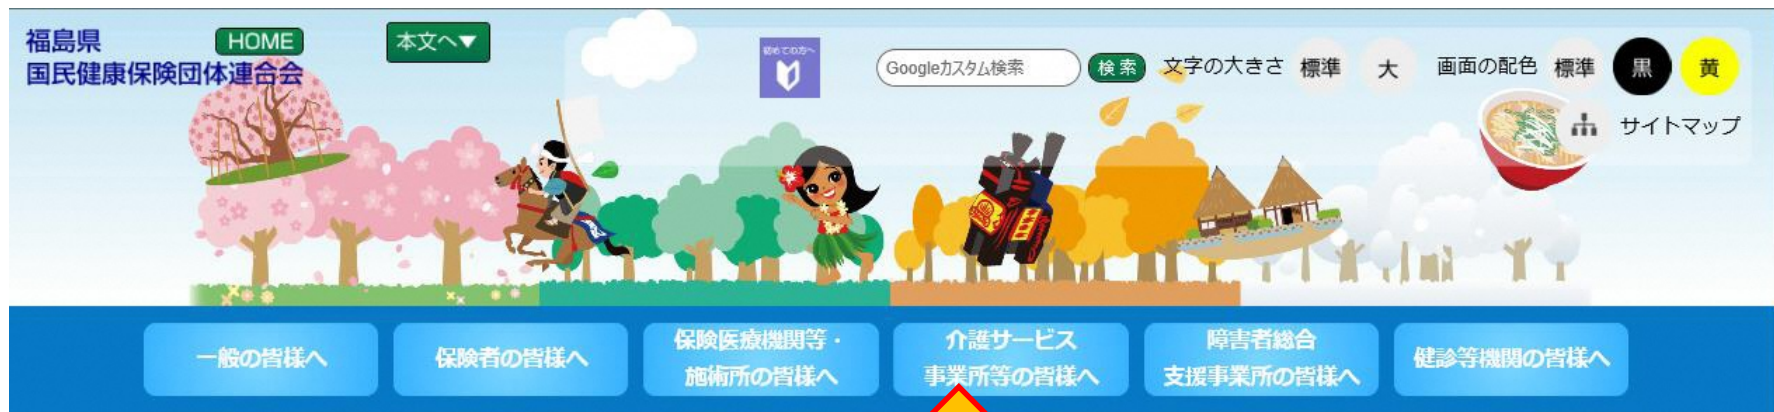 福島県
国民健康保険団体連合会
HOME
本文へ▼
初めての方へ
Googleカスタム検索
検索
文字の大きさ
標準
大
画面の配色
標準
黒
黄
サイトマップ
一般の皆様へ
保険者の皆様へ
保険医療機関等・
施術所の皆様へ
介護サービス
事業所等の皆様へ
障害者総合
支援事業所の皆様へ
健診等機関の皆様へ